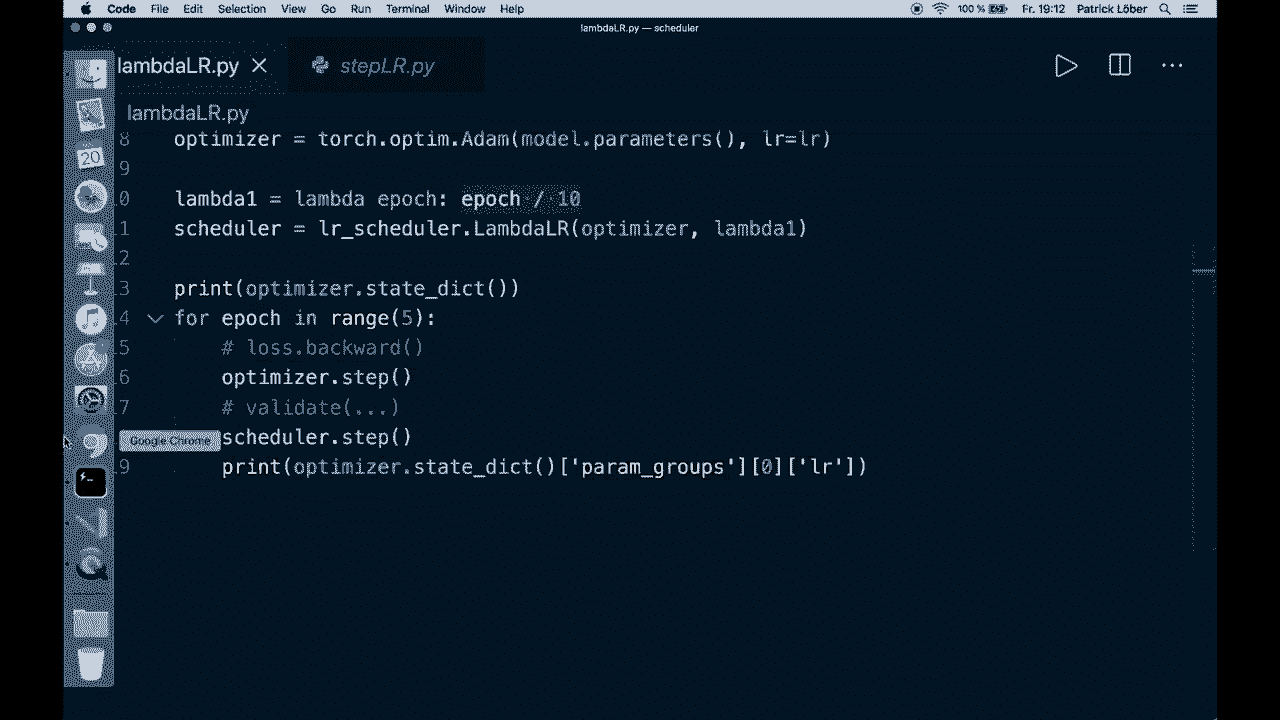 Code File Edit Selection View Go Run Terminal Window Help 100 % Fr. 19:12 Patrick Löber
lambdaLR.py — scheduler
lambdaLR.py stepLR.py
lambdaLR.py
8 optimizer = torch.optim.Adam(model.parameters(), lr=lr)
9
0 lambda1 = lambda epoch: epoch / 10
1 scheduler = lr_scheduler.LambdaLR(optimizer, lambda1)
2
3 print(optimizer.state_dict())
4 for epoch in range(5):
5 # loss.backward()
6 optimizer.step()
7 # validate(...)
Google Chrome scheduler.step()
9 print(optimizer.state_dict()['param_groups'][0]['lr'])
20